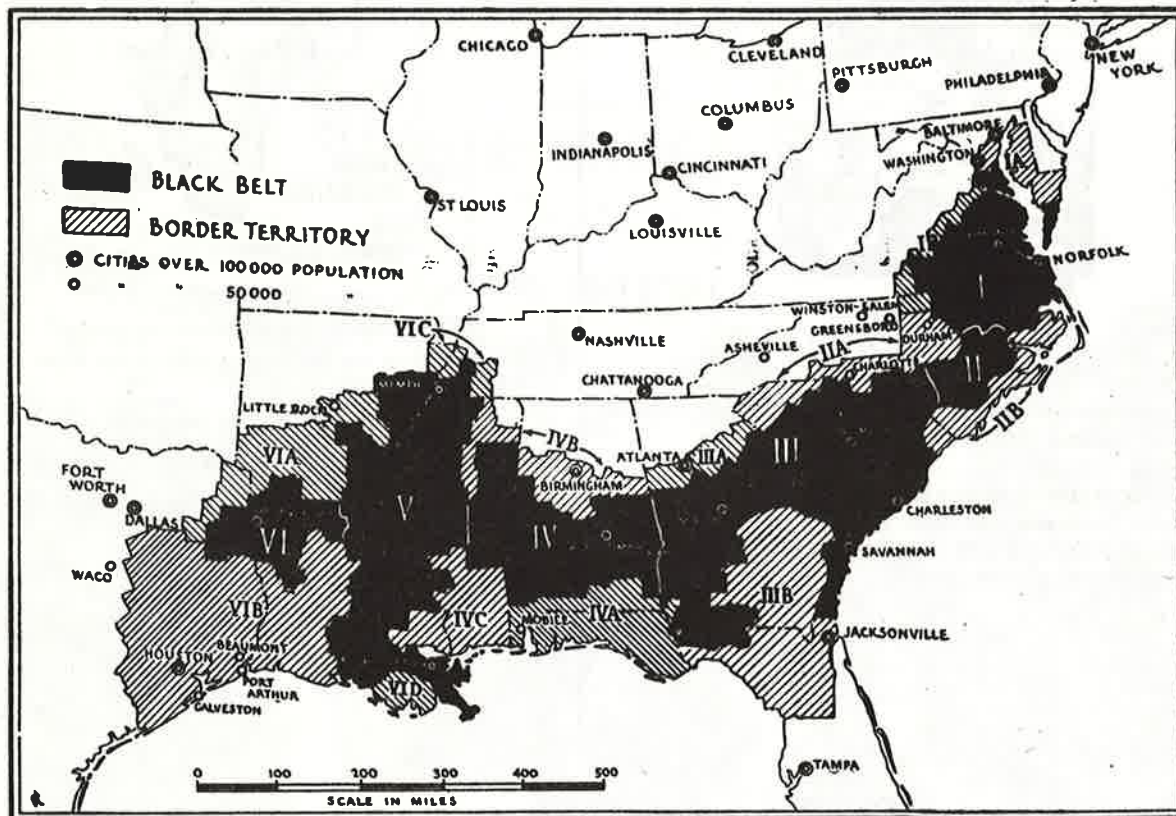 CHICAGO
CLEVELAND
NEW YORK
PITTSBURGH
PHILADELPHIA
COLUMBUS
INDIANAPOLIS
BALTIMORE
WASHINGTON
IA
CINCINNATI
BLACK BELT
ST LOUIS
BORDER TERRITORY
LOUISVILLE
CITIES OVER 100000 POPULATION
" " 50000 "
NORFOLK
I
WINSTON-SALEM
GREENSBORO
DURHAM
VIC
NASHVILLE
ASHEVILLE
IIA
CHARLOTTE
II
IIB
CHATTANOOGA
LITTLE ROCK
IVB
ATLANTA
IIIA
III
VIA
BIRMINGHAM
FORT WORTH
DALLAS
V
CHARLESTON
VI
IV
SAVANNAH
WACO
VIB
IVC
MOBILE
IVA
IIIB
JACKSONVILLE
BEAUMONT
HOUSTON
PORT ARTHUR
GALVESTON
VID
TAMPA
0 100 200 300 400 500
SCALE IN MILES